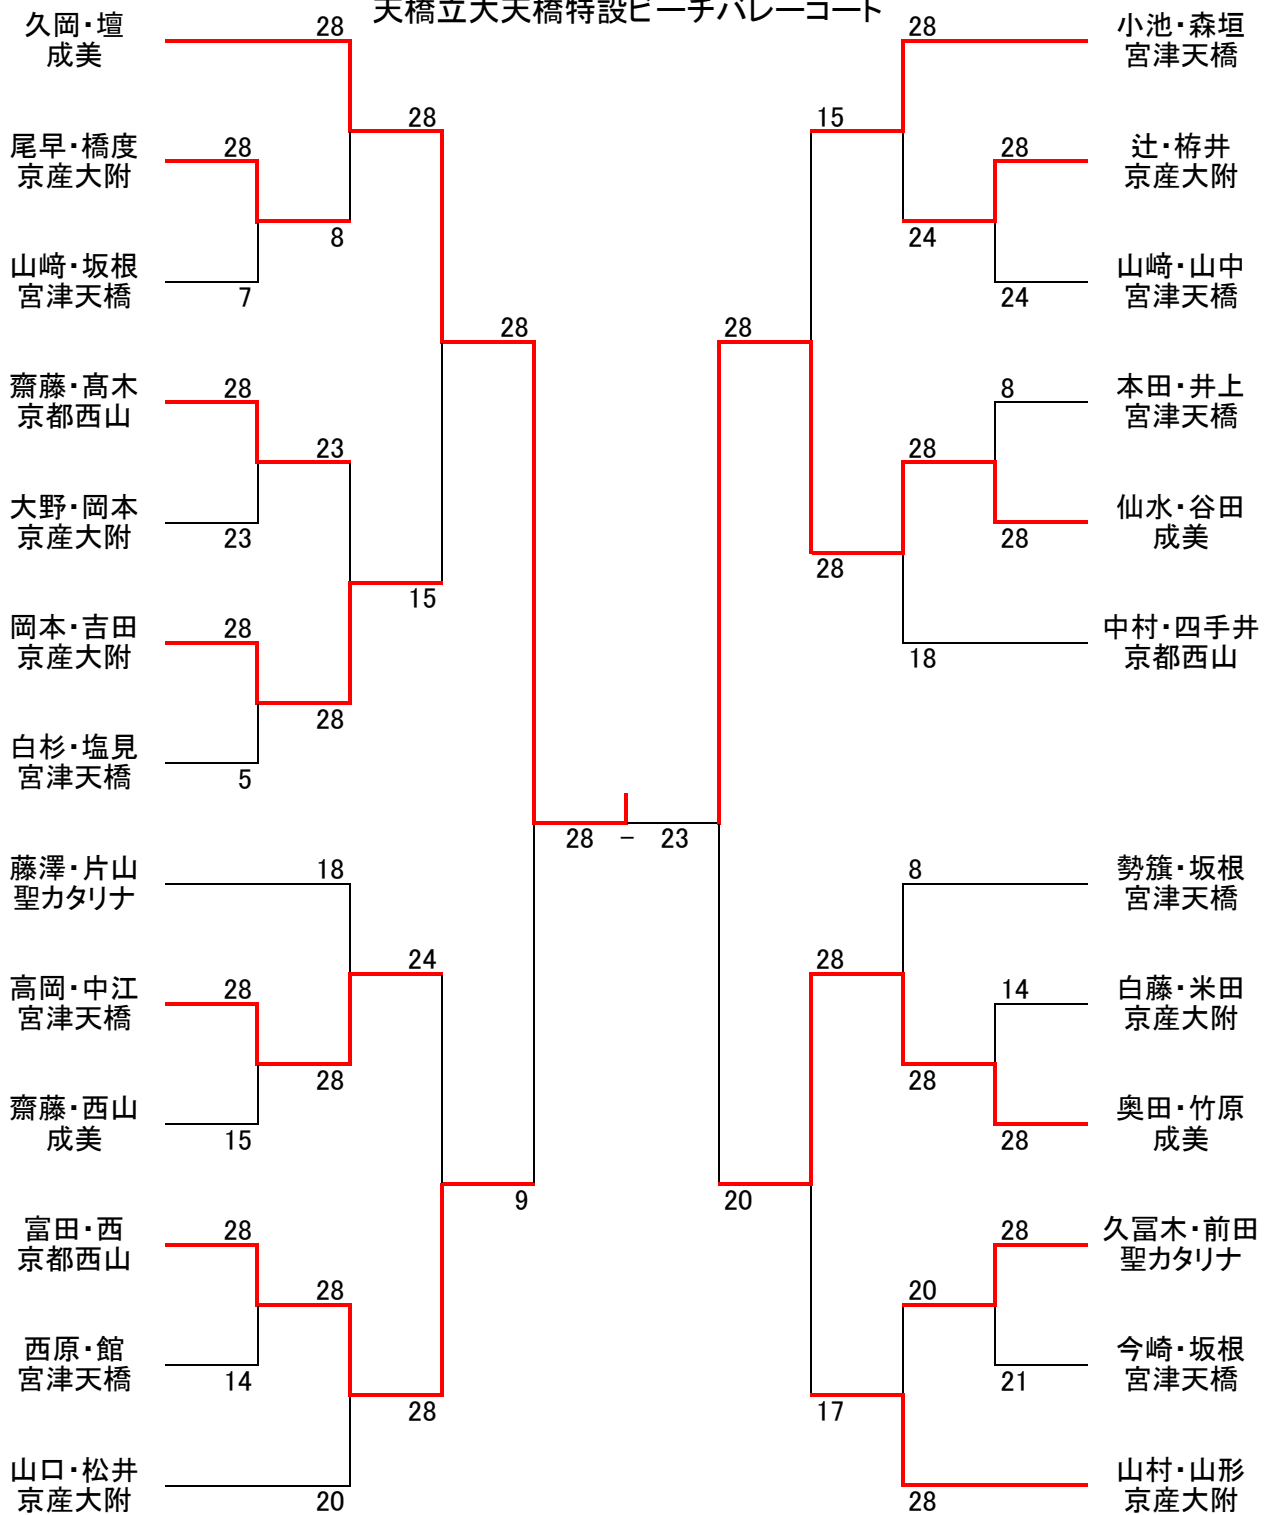 天橋立大天橋特設ビーチバレーコート
久岡・壇
成美
28
28
尾早・橋度
京産大附
28
8
山﨑・坂根
宮津天橋
7
28
齋藤・髙木
京都西山
28
23
大野・岡本
京産大附
23
15
岡本・吉田
京産大附
28
28
白杉・塩見
宮津天橋
5
28 − 23
藤澤・片山
聖カタリナ
18
24
高岡・中江
宮津天橋
28
28
齋藤・西山
成美
15
9
富田・西
京都西山
28
28
西原・館
宮津天橋
14
28
山口・松井
京産大附
20
小池・森垣
宮津天橋
28
15
辻・栫井
京産大附
28
24
山﨑・山中
宮津天橋
24
28
本田・井上
宮津天橋
8
28
仙水・谷田
成美
28
28
中村・四手井
京都西山
18
勢籏・坂根
宮津天橋
8
28
白藤・米田
京産大附
14
28
奥田・竹原
成美
28
20
久冨木・前田
聖カタリナ
28
20
今崎・坂根
宮津天橋
21
17
山村・山形
京産大附
28